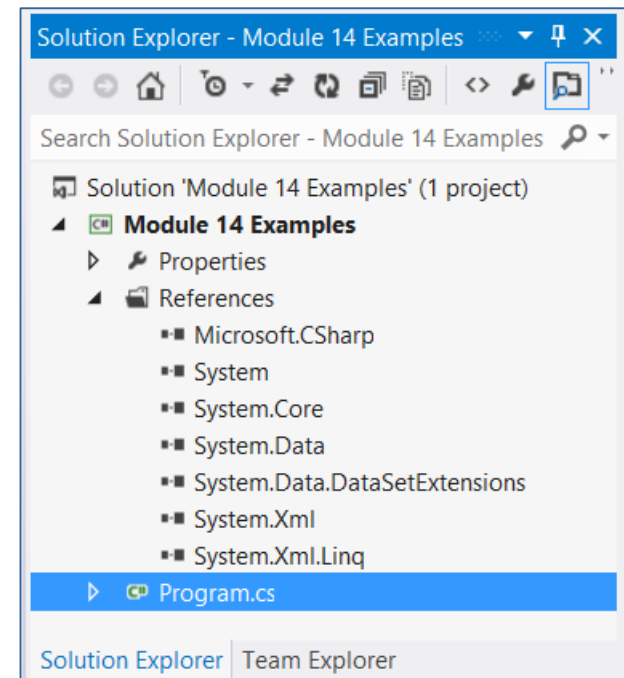 Solution Explorer - Module 14 Examples
Search Solution Explorer - Module 14 Examples
Solution 'Module 14 Examples' (1 project)
C# Module 14 Examples
Properties
References
Microsoft.CSharp
System
System.Core
System.Data
System.Data.DataSetExtensions
System.Xml
System.Xml.Linq
C# Program.cs
Solution Explorer Team Explorer